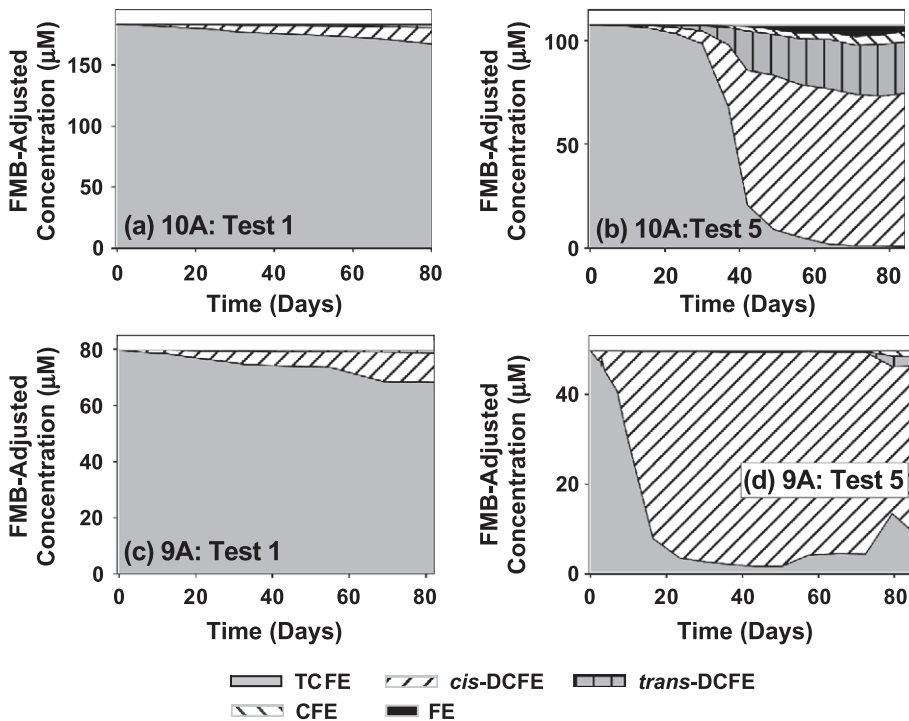 FMB-Adjusted
Concentration (µM)
150
100
50
0
(a) 10A: Test 1
0 20 40 60 80
Time (Days)
FMB-Adjusted
Concentration (µM)
100
50
0
(b) 10A:Test 5
0 20 40 60 80
Time (Days)
FMB-Adjusted
Concentration (µM)
80
60
40
20
0
(c) 9A: Test 1
0 20 40 60 80
Time (Days)
FMB-Adjusted
Concentration (µM)
40
20
0
(d) 9A: Test 5
0 20 40 60 80
Time (Days)
TCFE cis-DCFE trans-DCFE
CFE FE